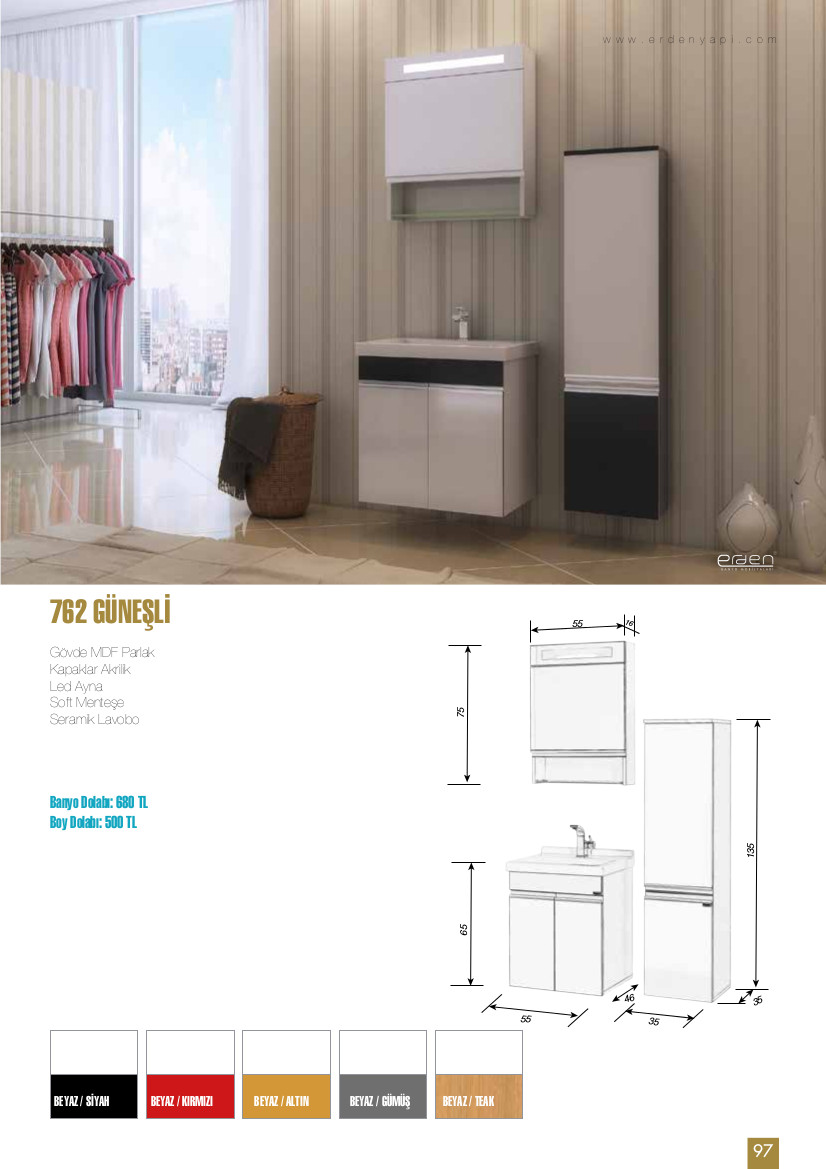 www.erdenyapi.com
erden
762 GÜNEŞLİ
Gövde MDF Parlak
Kapaklar Akrilik
Led Ayna
Soft Menteşe
Seramik Lavobo
Banyo Dolabı: 680 TL
Boy Dolabı: 500 TL
55
16
75
135
65
46
35
55
35
BEYAZ / SİYAH
BEYAZ / KIRMIZI
BEYAZ / ALTIN
BEYAZ / GÜMÜŞ
BEYAZ / TEAK
97